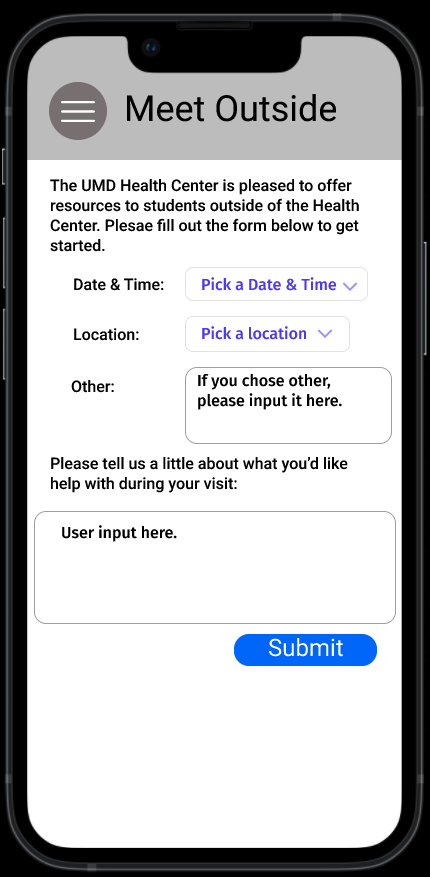 Meet Outside
The UMD Health Center is pleased to offer
resources to students outside of the Health
Center. Plesae fill out the form below to get
started.
Date & Time: Pick a Date & Time
Location: Pick a location
Other: If you chose other,
please input it here.
Please tell us a little about what you’d like
help with during your visit:
User input here.
Submit